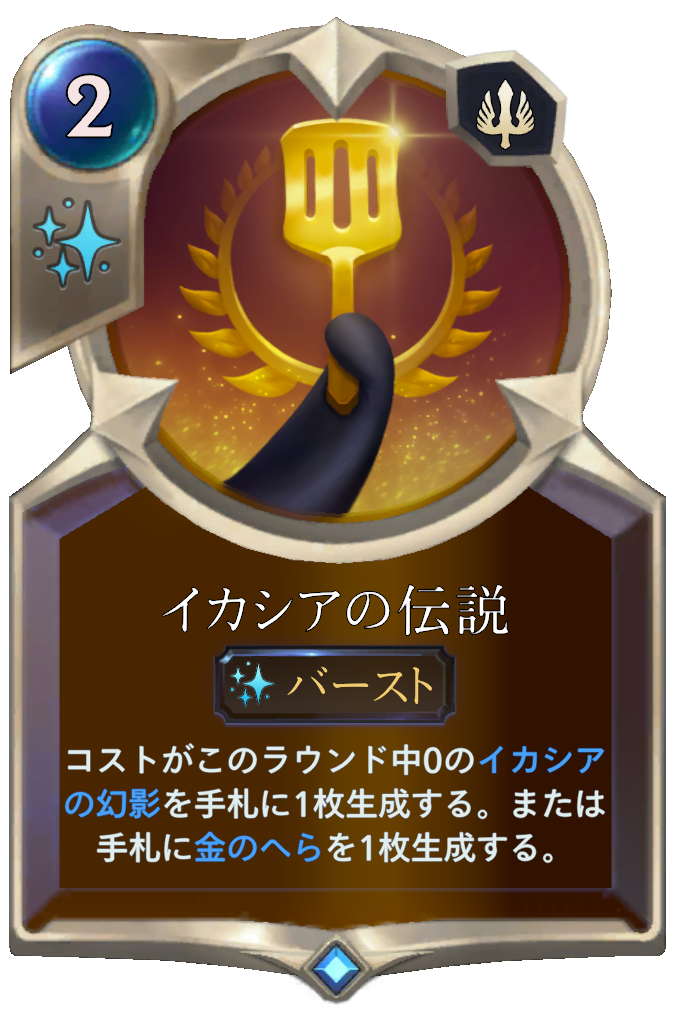 2
イカシアの伝説
バースト
コストがこのラウンド中0のイカシア
の幻影を手札に1枚生成する。または
手札に金のへらを1枚生成する。